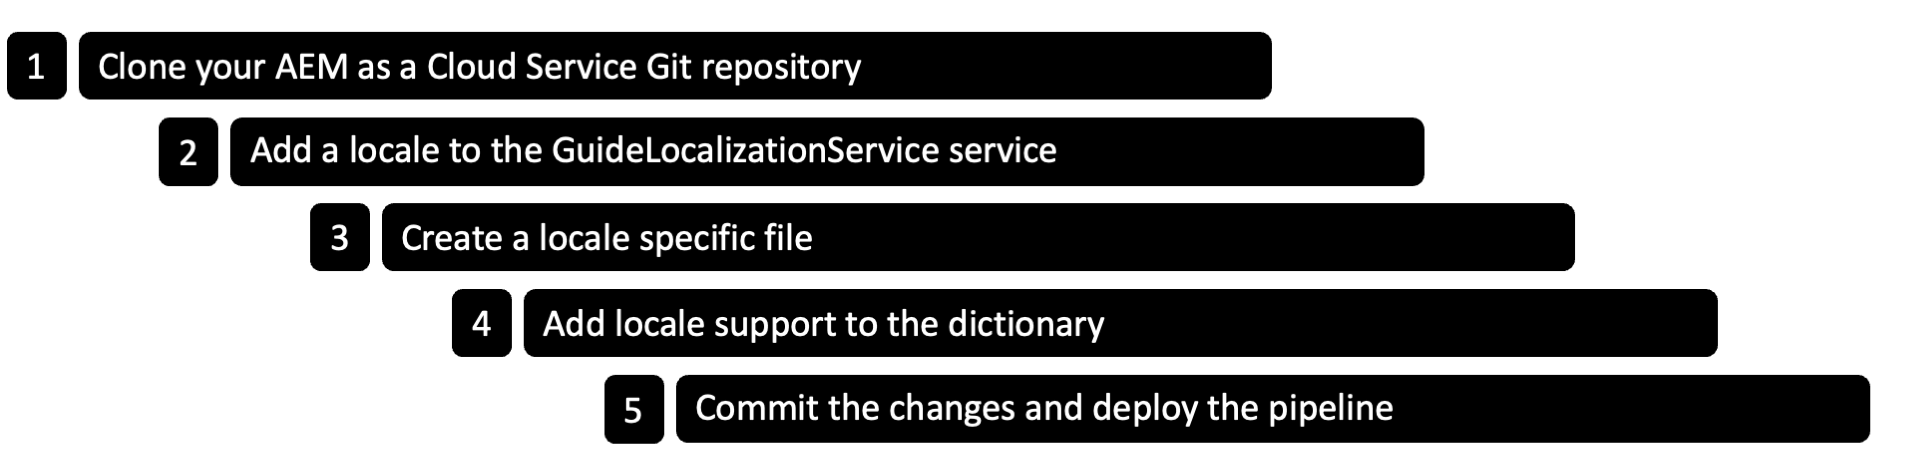 1 Clone your AEM as a Cloud Service Git repository
2 Add a locale to the GuideLocalizationService service
3 Create a locale specific file
4 Add locale support to the dictionary
5 Commit the changes and deploy the pipeline